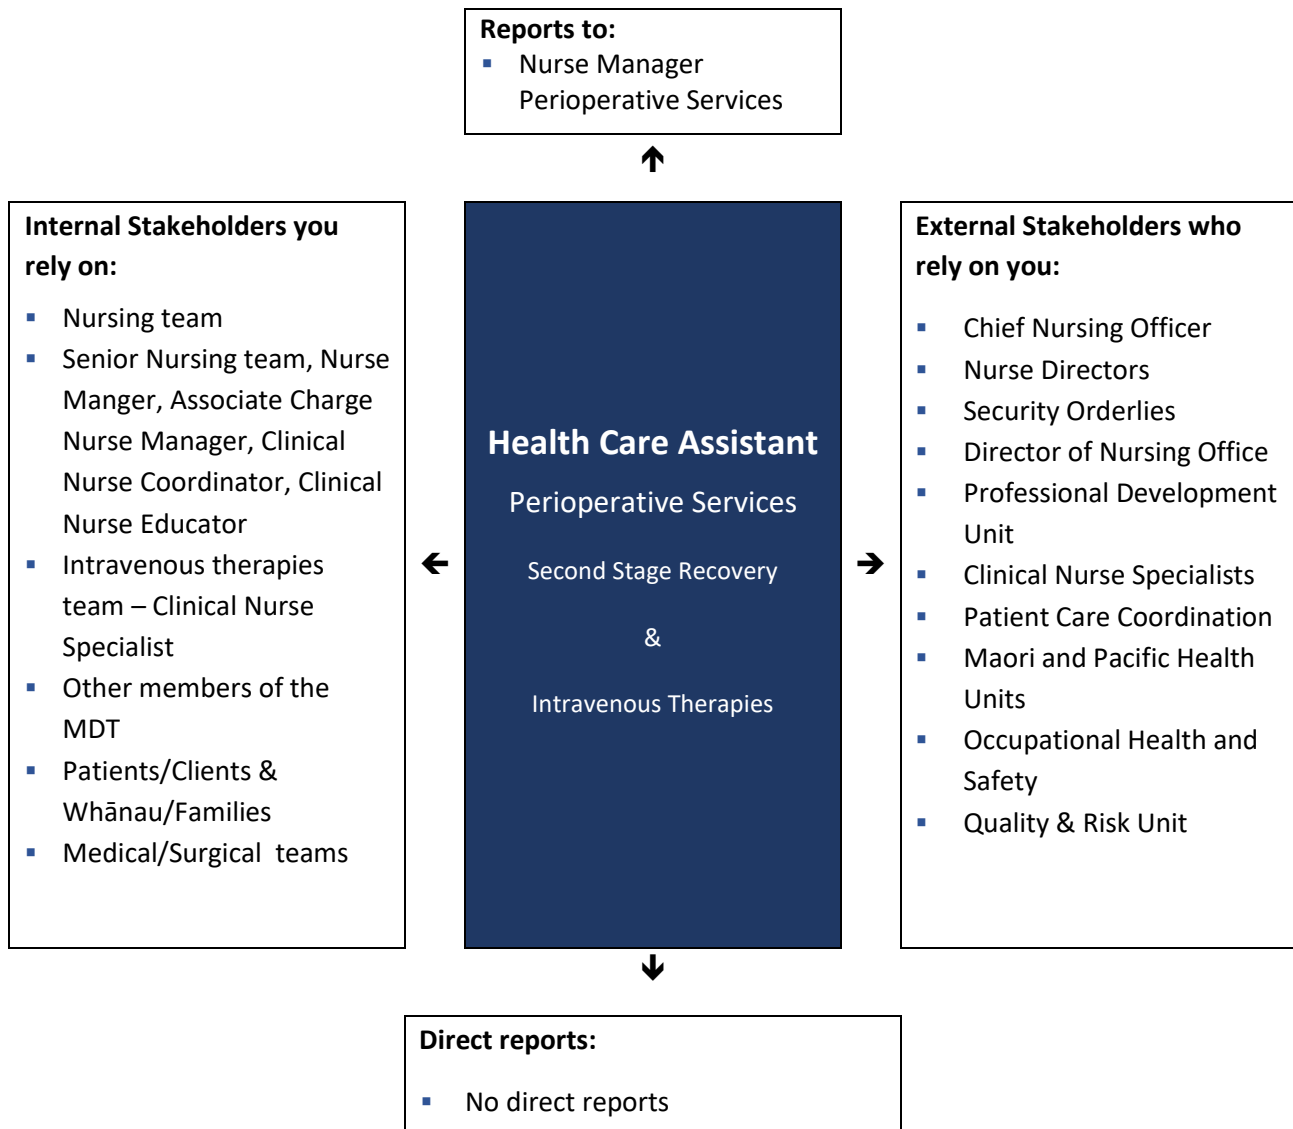 Reports to:
▪ Nurse Manager
Perioperative Services
Internal Stakeholders you
rely on:
▪ Nursing team
▪ Senior Nursing team, Nurse
Manger, Associate Charge
Nurse Manager, Clinical
Nurse Coordinator, Clinical
Nurse Educator
▪ Intravenous therapies
team – Clinical Nurse
Specialist
▪ Other members of the
MDT
▪ Patients/Clients &
Whānau/Families
▪ Medical/Surgical teams
Health Care Assistant
Perioperative Services
Second Stage Recovery
&
Intravenous Therapies
External Stakeholders who
rely on you:
▪ Chief Nursing Officer
▪ Nurse Directors
▪ Security Orderlies
▪ Director of Nursing Office
▪ Professional Development
Unit
▪ Clinical Nurse Specialists
▪ Patient Care Coordination
▪ Maori and Pacific Health
Units
▪ Occupational Health and
Safety
▪ Quality & Risk Unit
Direct reports:
▪ No direct reports